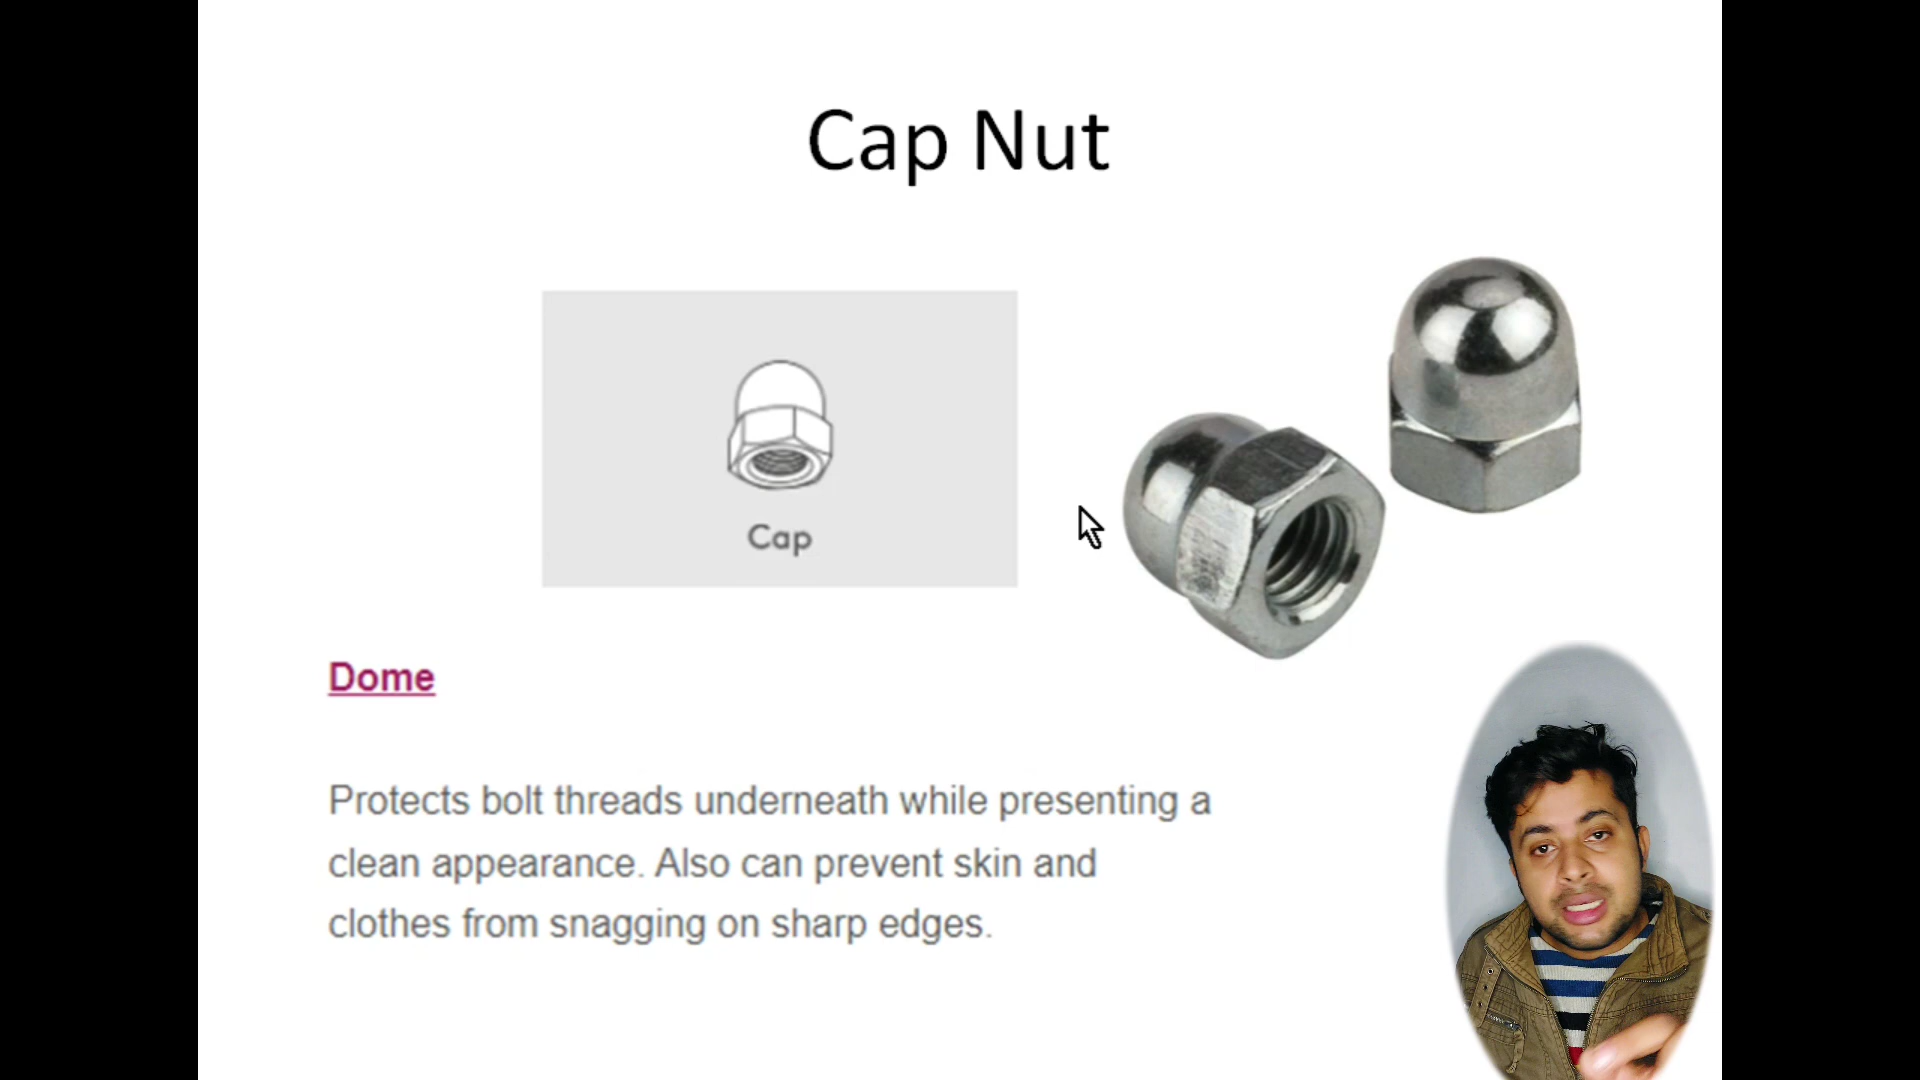 Cap Nut
Cap
Dome
Protects bolt threads underneath while presenting a
clean appearance. Also can prevent skin and
clothes from snagging on sharp edges.